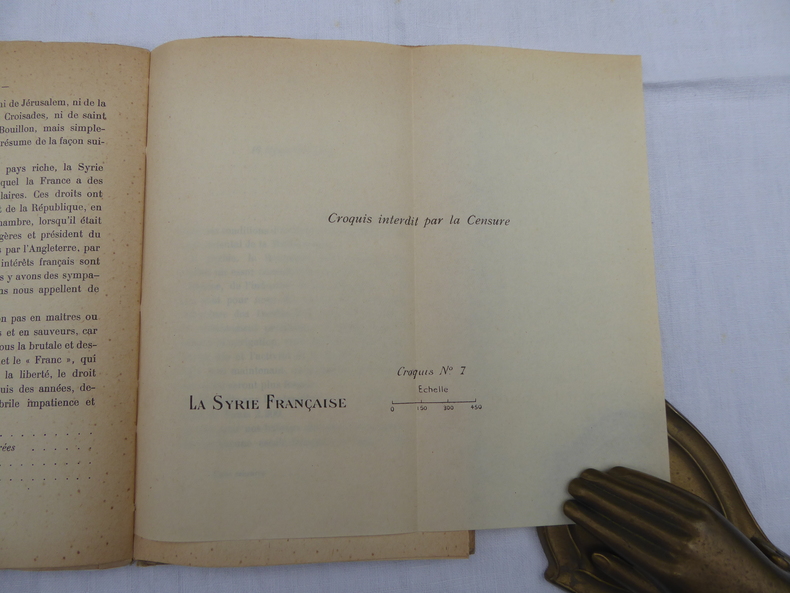 ni de Jérusalem, ni de la
Croisades, ni de saint
Bouillon, mais simple-
résume de la façon sui-
pays riche, la Syrie
quel la France a des
laires. Ces droits ont
t de la République, en
hambre, lorsqu'il était
gères et président du
s par l'Angleterre, par
intérêts français sont
s y avons des sympa-
ns nous appellent de
en pas en maîtres ou
s et en sauveurs, car
ous la brutale et des-
et le « Franc », qui
la liberté, le droit
uis des années, de-
brile impatience et
rées
Croquis interdit par la Censure
Croquis No 7
Echelle
0 150 300 450
La Syrie Française